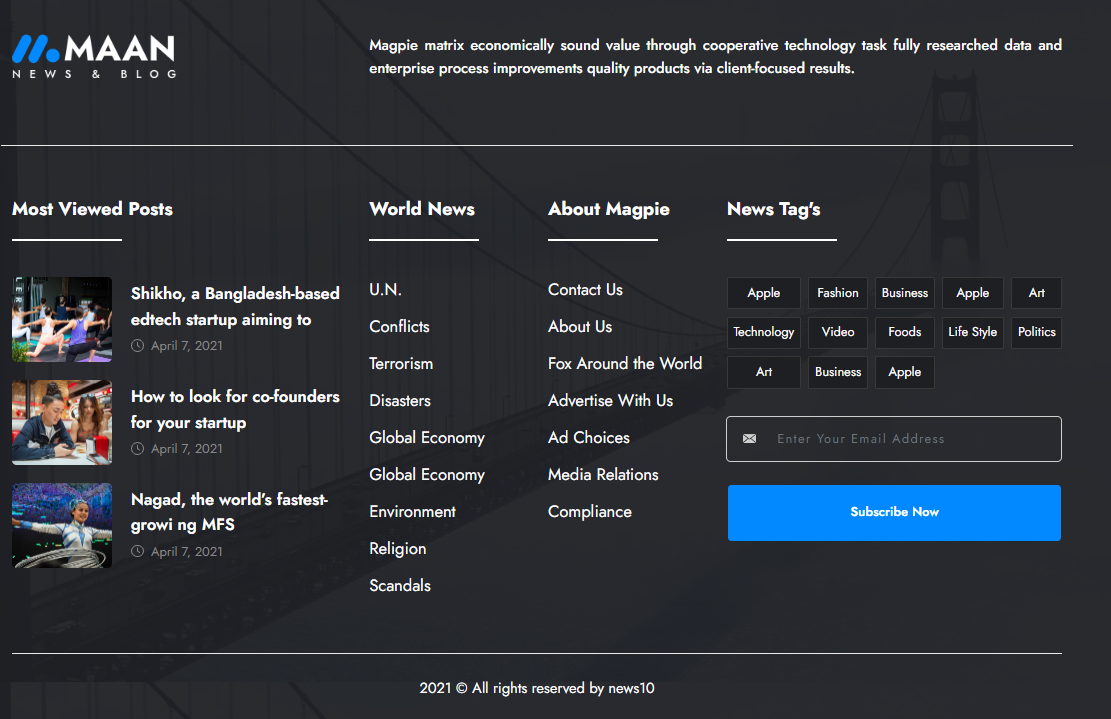 MAAN
NEWS & BLOG
Magpie matrix economically sound value through cooperative technology task fully researched data and
enterprise process improvements quality products via client-focused results.
Most Viewed Posts
Shikho, a Bangladesh-based
edtech startup aiming to
April 7, 2021
How to look for co-founders
for your startup
April 7, 2021
Nagad, the world's fastest-
growi ng MFS
April 7, 2021
World News
U.N.
Conflicts
Terrorism
Disasters
Global Economy
Global Economy
Environment
Religion
Scandals
About Magpie
Contact Us
About Us
Fox Around the World
Advertise With Us
Ad Choices
Media Relations
Compliance
News Tag's
Apple Fashion Business Apple Art
Technology Video Foods Life Style Politics
Art Business Apple
Enter Your Email Address
Subscribe Now
2021 © All rights reserved by news10